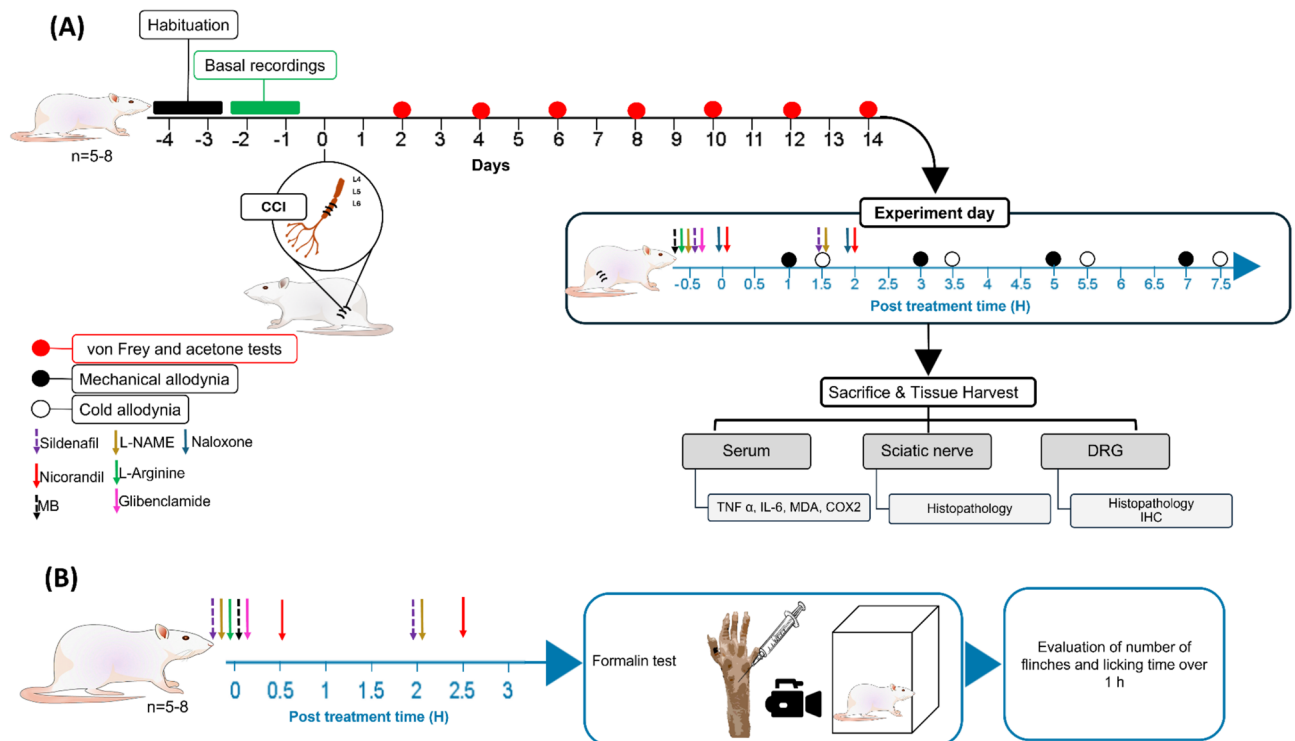 (A)
Habituation
Basal recordings
n=5-8
-4 -3 -2 -1 0 1 2 3 4 5 6 7 8 9 10 11 12 13 14
Days
CCI
L4
L5
L6
Experiment day
-0.5 0 0.5 1 1.5 2 2.5 3 3.5 4 4.5 5 5.5 6 6.5 7 7.5
Post treatment time (H)
von Frey and acetone tests
Mechanical allodynia
Cold allodynia
Sildenafil L-NAME Naloxone
Nicorandil L-Arginine
MB Glibenclamide
Sacrifice & Tissue Harvest
Serum Sciatic nerve DRG
TNF α, IL-6, MDA, COX2 Histopathology Histopathology
IHC
(B)
n=5-8
0 0.5 1 1.5 2 2.5 3
Post treatment time (H)
Formalin test
Evaluation of number of
flinches and licking time over
1 h